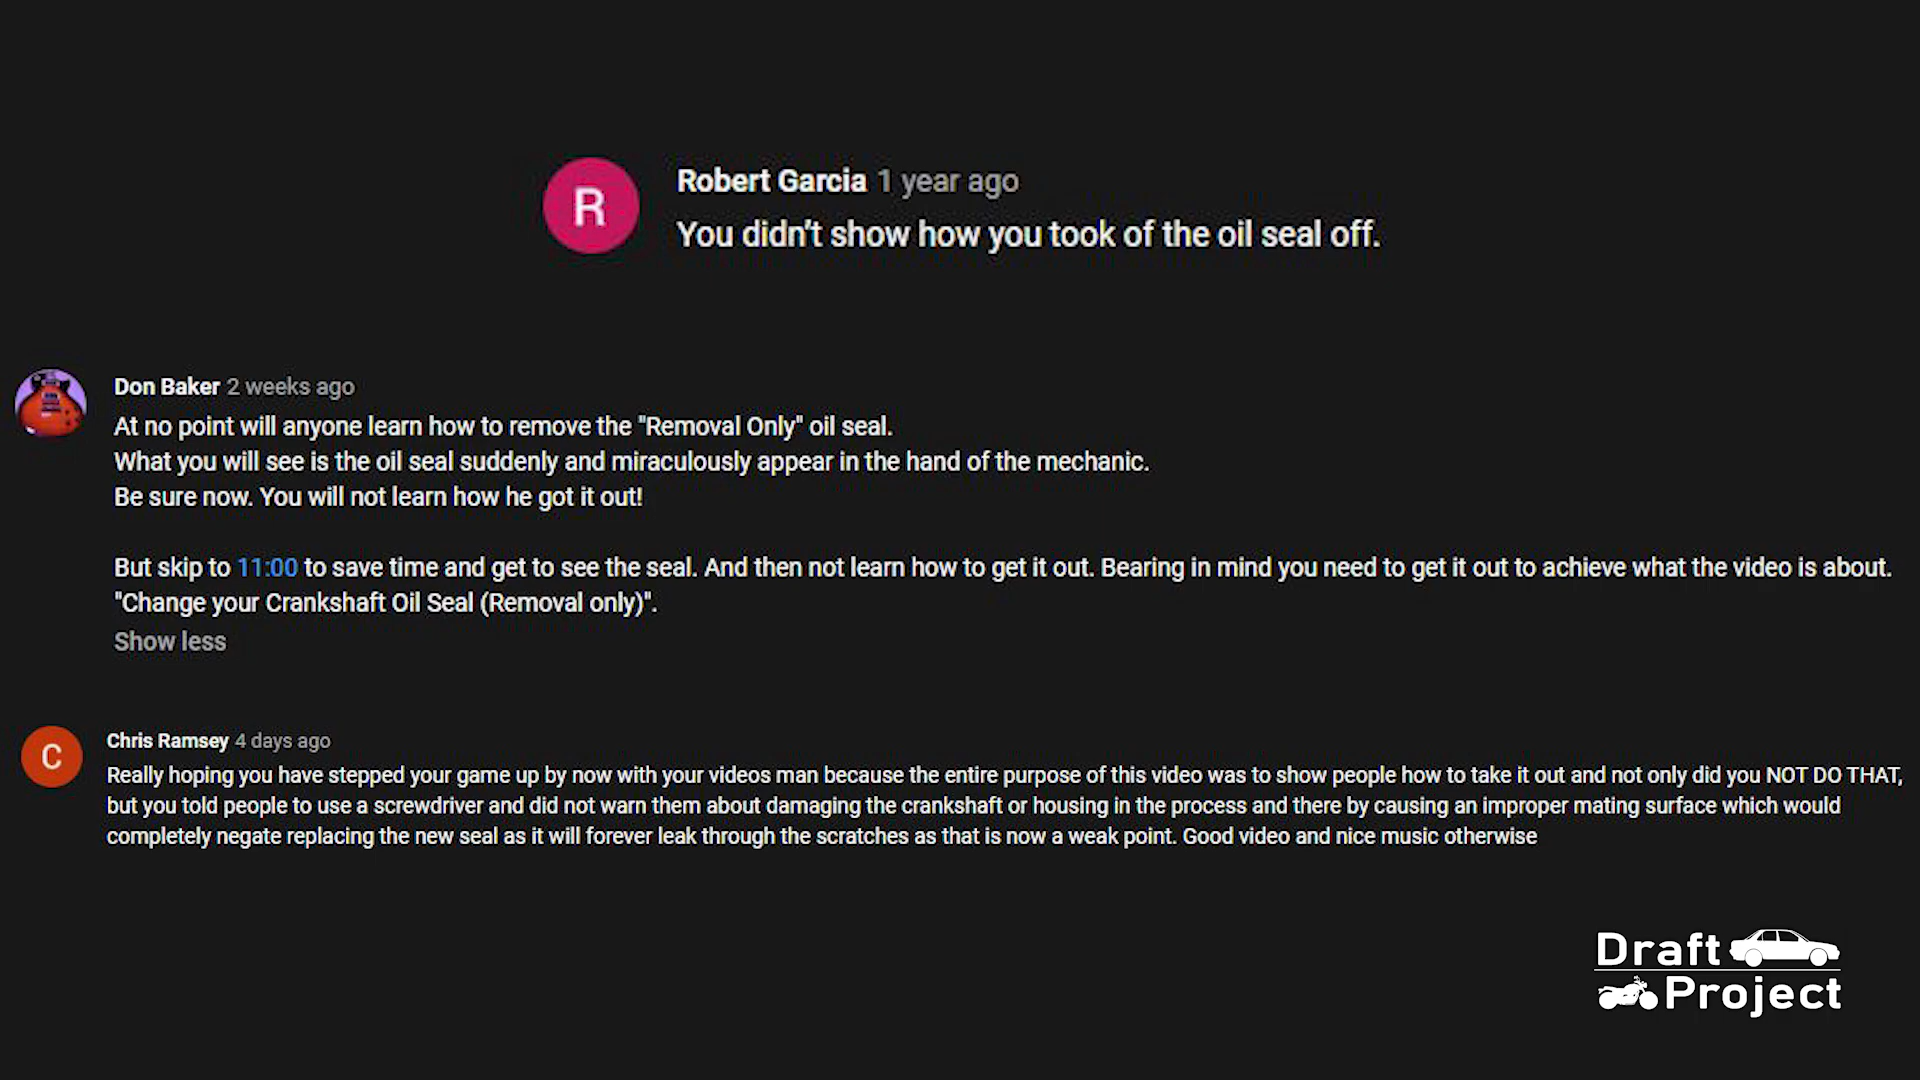 R
Robert Garcia 1 year ago
You didn't show how you took of the oil seal off.
Don Baker 2 weeks ago
At no point will anyone learn how to remove the "Removal Only" oil seal.
What you will see is the oil seal suddenly and miraculously appear in the hand of the mechanic.
Be sure now. You will not learn how he got it out!
But skip to 11:00 to save time and get to see the seal. And then not learn how to get it out. Bearing in mind you need to get it out to achieve what the video is about.
"Change your Crankshaft Oil Seal (Removal only)".
Show less
C
Chris Ramsey 4 days ago
Really hoping you have stepped your game up by now with your videos man because the entire purpose of this video was to show people how to take it out and not only did you NOT DO THAT,
but you told people to use a screwdriver and did not warn them about damaging the crankshaft or housing in the process and there by causing an improper mating surface which would
completely negate replacing the new seal as it will forever leak through the scratches as that is now a weak point. Good video and nice music otherwise
Draft
Project